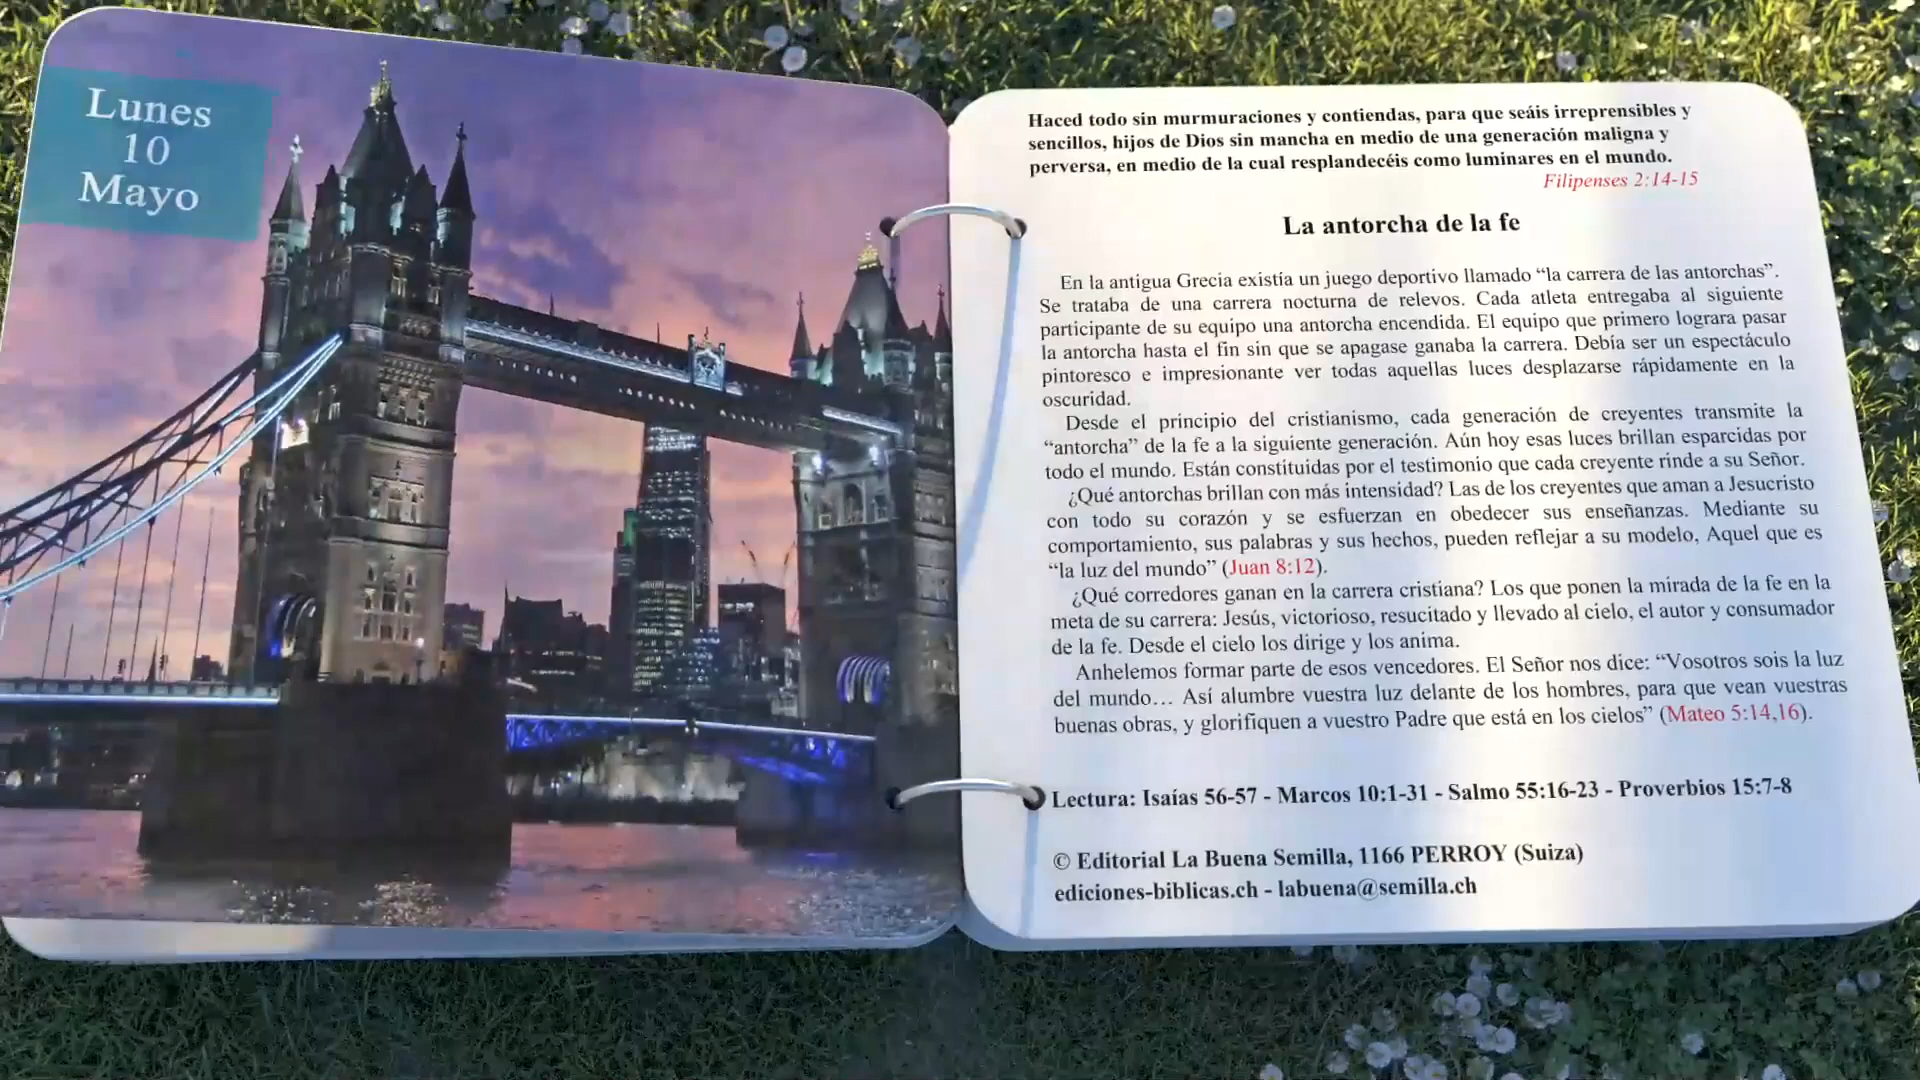 Lunes
10
Mayo
Haced todo sin murmuraciones y contiendas, para que seáis irreprensibles y
sencillos, hijos de Dios sin mancha en medio de una generación maligna y
perversa, en medio de la cual resplandecéis como luminares en el mundo.
Filipenses 2:14-15
La antorcha de la fe
En la antigua Grecia existía un juego deportivo llamado “la carrera de las antorchas”.
Se trataba de una carrera nocturna de relevos. Cada atleta entregaba al siguiente
participante de su equipo una antorcha encendida. El equipo que primero lograra pasar
la antorcha hasta el fin sin que se apagase ganaba la carrera. Debía ser un espectáculo
pintoresco e impresionante ver todas aquellas luces desplazarse rápidamente en la
oscuridad.
Desde el principio del cristianismo, cada generación de creyentes transmite la
“antorcha” de la fe a la siguiente generación. Aún hoy esas luces brillan esparcidas por
todo el mundo. Están constituidas por el testimonio que cada creyente rinde a su Señor.
¿Qué antorchas brillan con más intensidad? Las de los creyentes que aman a Jesucristo
con todo su corazón y se esfuerzan en obedecer sus enseñanzas. Mediante su
comportamiento, sus palabras y sus hechos, pueden reflejar a su modelo, Aquel que es
“la luz del mundo” (Juan 8:12).
¿Qué corredores ganan en la carrera cristiana? Los que ponen la mirada de la fe en la
meta de su carrera: Jesús, victorioso, resucitado y llevado al cielo, el autor y consumador
de la fe. Desde el cielo los dirige y los anima.
Anhelemos formar parte de esos vencedores. El Señor nos dice: “Vosotros sois la luz
del mundo… Así alumbre vuestra luz delante de los hombres, para que vean vuestras
buenas obras, y glorifiquen a vuestro Padre que está en los cielos” (Mateo 5:14,16).
Lectura: Isaías 56-57 - Marcos 10:1-31 - Salmo 55:16-23 - Proverbios 15:7-8
© Editorial La Buena Semilla, 1166 PERROY (Suiza)
ediciones-biblicas.ch - labuena@semilla.ch